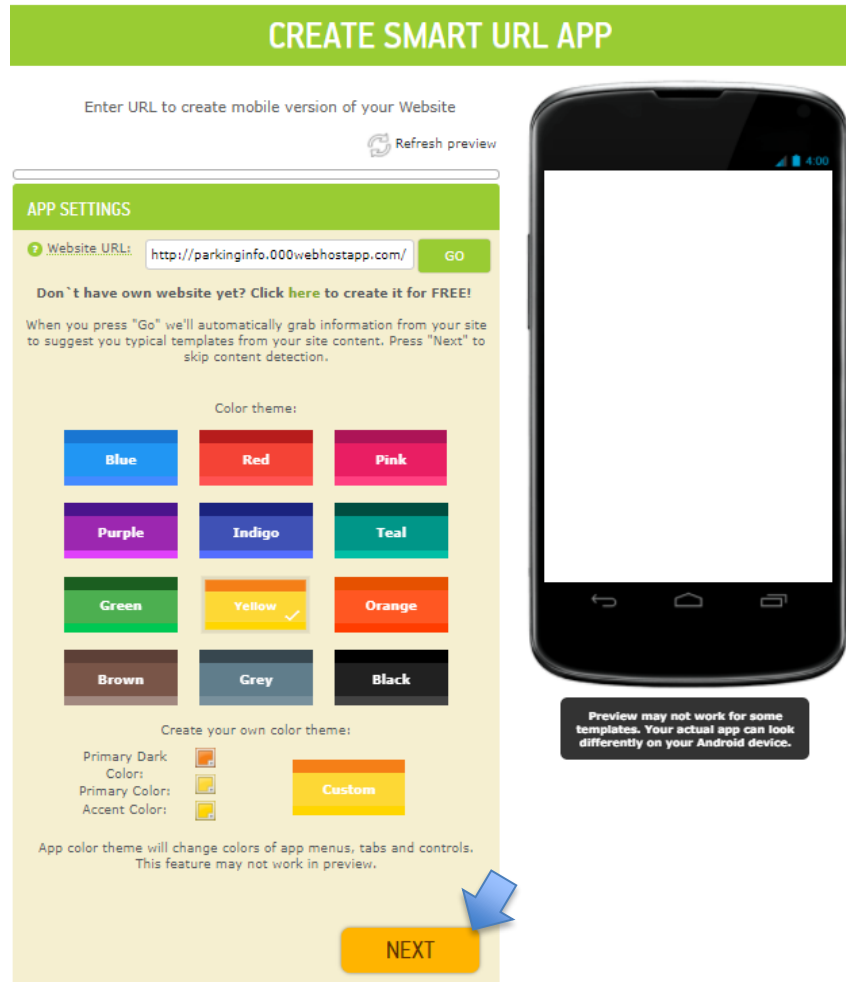 CREATE SMART URL APP
Enter URL to create mobile version of your Website
Refresh preview
4:00
APP SETTINGS
? Website URL:
http://parkinginfo.000webhostapp.com/
GO
Don`t have own website yet? Click here to create it for FREE!
When you press "Go" we'll automatically grab information from your site
to suggest you typical templates from your site content. Press "Next" to
skip content detection.
Color theme:
Blue
Red
Pink
Purple
Indigo
Teal
Green
Yellow
Orange
Brown
Grey
Black
Create your own color theme:
Primary Dark
Color:
Primary Color:
Accent Color:
Custom
App color theme will change colors of app menus, tabs and controls.
This feature may not work in preview.
NEXT
Preview may not work for some
templates. Your actual app can look
differently on your Android device.